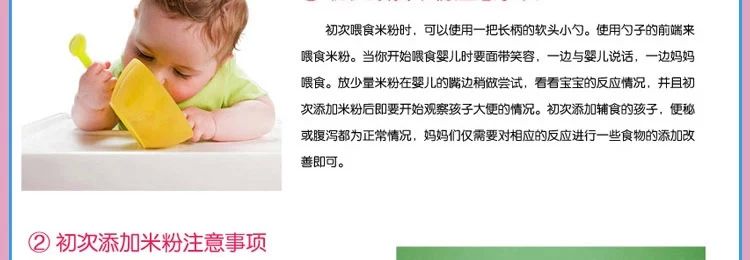 初次喂食米粉时，可以使用一把长柄的软头小勺。使用勺子的前端来
喂食米粉。当你开始喂食婴儿时要面带笑容，一边与婴儿说话，一边妈妈
喂食。放少量米粉在婴儿的嘴边稍做尝试，看看宝宝的反应情况，并且初
次添加米粉后即要开始观察孩子大便的情况。初次添加辅食的孩子，便秘
或腹泻都为正常情况，妈妈们仅需要对相应的反应进行一些食物的添加改
善即可。
② 初次添加米粉注意事项